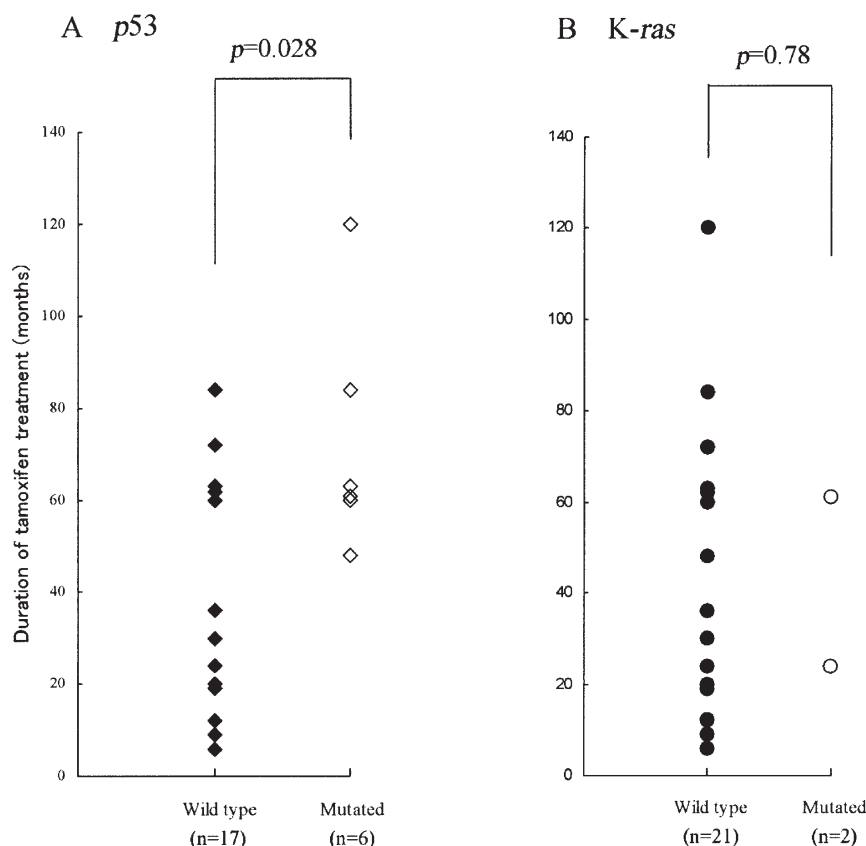 A p53
p=0.028
Duration of tamoxifen treatment (months)
140
120
100
80
60
40
20
0
Wild type
(n=17)
Mutated
(n=6)
B K-ras
p=0.78
140
120
100
80
60
40
20
0
Wild type
(n=21)
Mutated
(n=2)